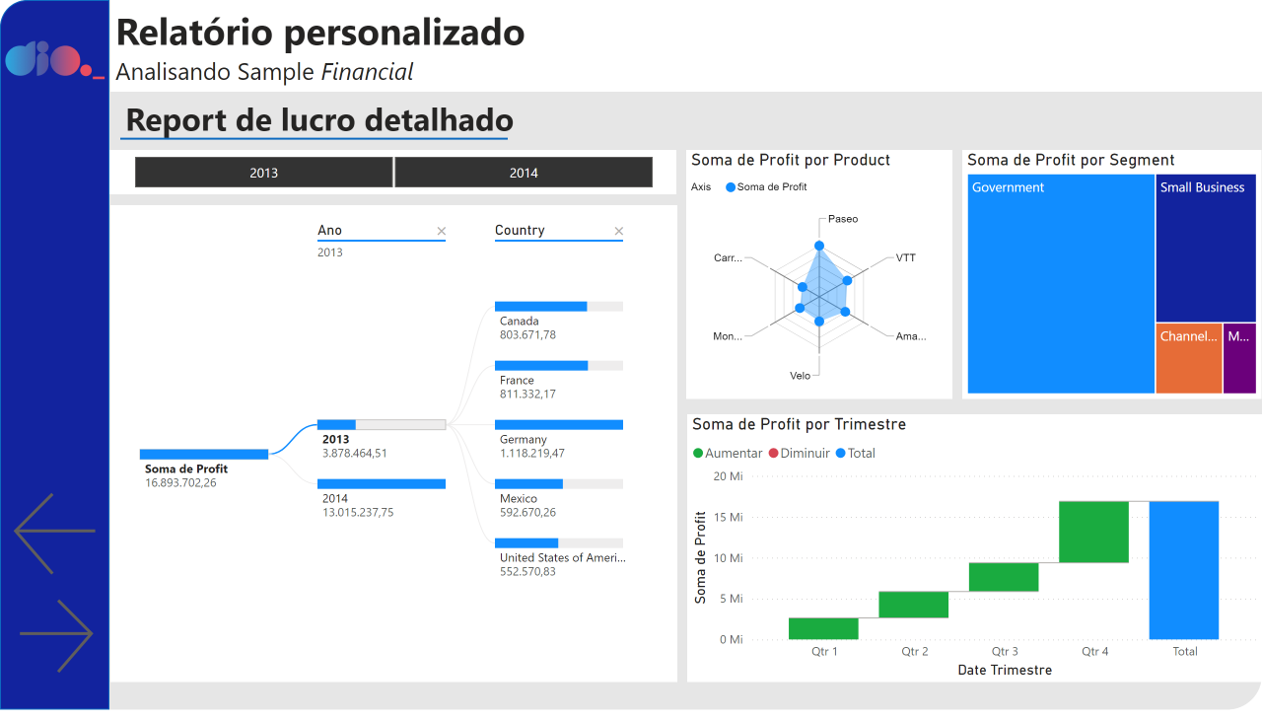 dio._
Relatório personalizado
Analisando Sample Financial
Report de lucro detalhado
2013
2014
Ano
2013
Country
Soma de Profit
16.893.702,26
2013
3.878.464,51
2014
13.015.237,75
Canada
803.671,78
France
811.332,17
Germany
1.118.219,47
Mexico
592.670,26
United States of Ameri...
552.570,83
Soma de Profit por Product
Axis Soma de Profit
Paseo
VTT
Ama...
Velo
Mon...
Carr...
Soma de Profit por Segment
Government
Small Business
Channel...
M...
Soma de Profit por Trimestre
Aumentar Diminuir Total
Soma de Profit
20 Mi
15 Mi
10 Mi
5 Mi
0 Mi
Qtr 1 Qtr 2 Qtr 3 Qtr 4 Total
Date Trimestre